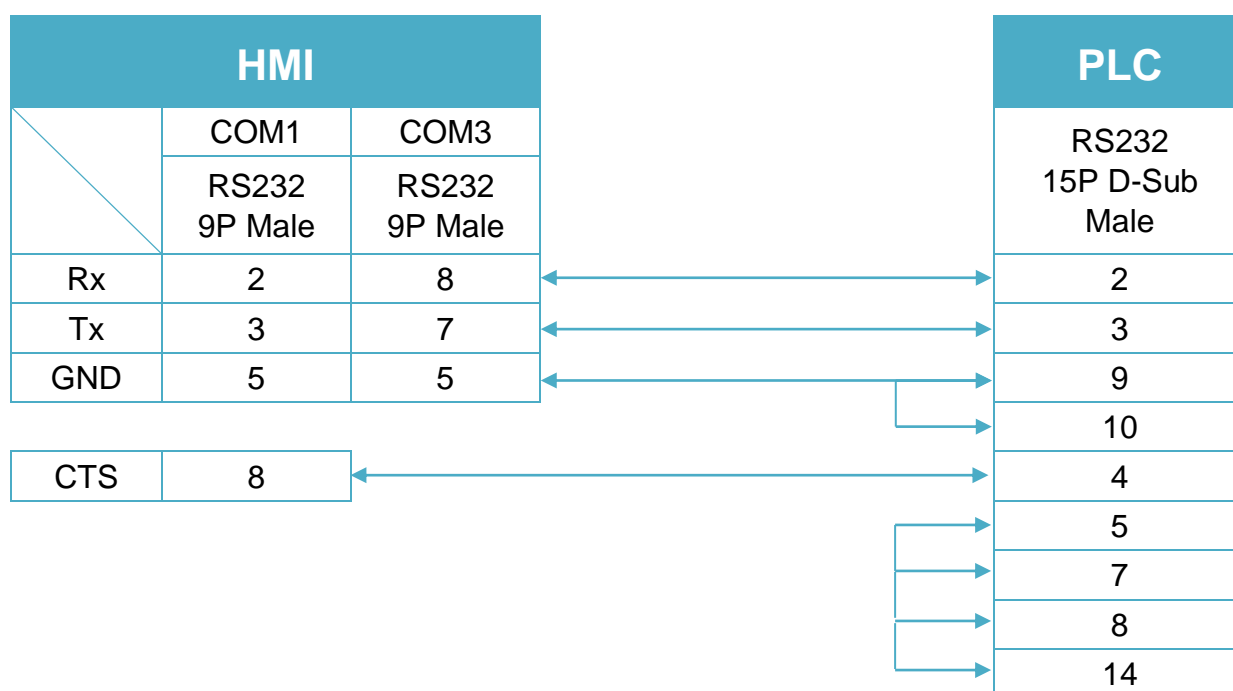 HMI
PLC
COM1 COM3
RS232
9P Male
RS232
9P Male
RS232
15P D-Sub
Male
Rx 2 8 2
Tx 3 7 3
GND 5 5 9
10
CTS 8 4
5
7
8
14